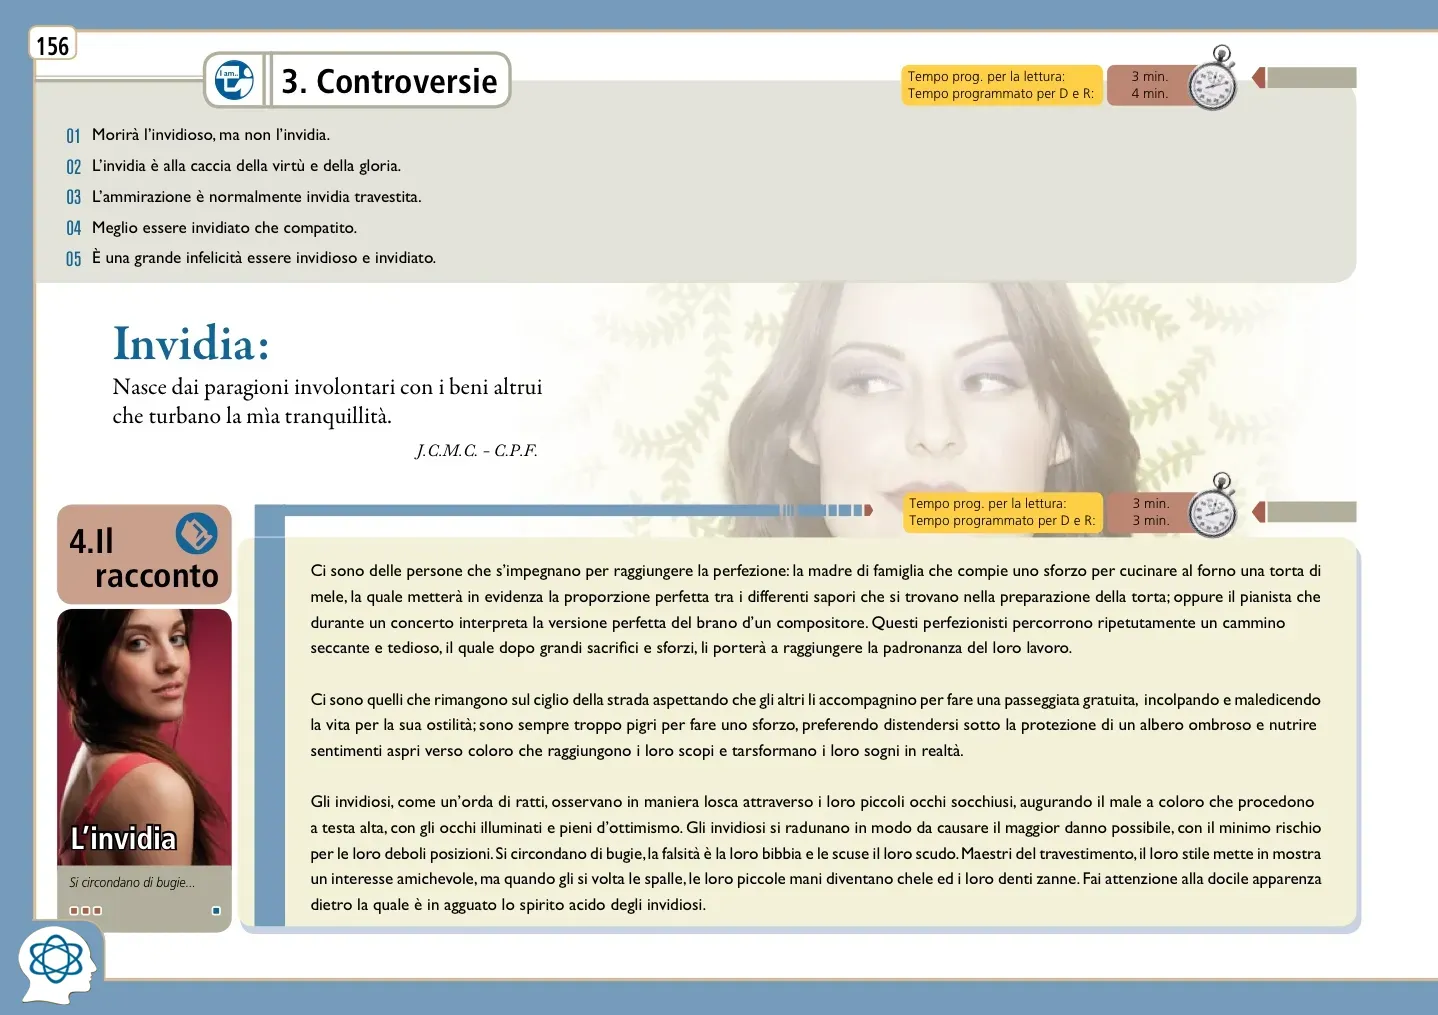 156
I am...
3. Controversie
Tempo prog. per la lettura: 3 min.
Tempo programmato per D e R: 4 min.
01 Morirà l'invidioso, ma non l'invidia.
02 L'invidia è alla caccia della virtù e della gloria.
03 L'ammirazione è normalmente invidia travestita.
04 Meglio essere invidiato che compatito.
05 È una grande infelicità essere invidioso e invidiato.
Invidia:
Nasce dai paragioni involontari con i beni altrui
che turbano la mìa tranquillità.
J.C.M.C. – C.P.F.
Tempo prog. per la lettura: 3 min.
Tempo programmato per D e R: 3 min.
4.Il
racconto
L'invidia
Si circondano di bugie...
Ci sono delle persone che s'impegnano per raggiungere la perfezione: la madre di famiglia che compie uno sforzo per cucinare al forno una torta di
mele, la quale metterà in evidenza la proporzione perfetta tra i differenti sapori che si trovano nella preparazione della torta; oppure il pianista che
durante un concerto interpreta la versione perfetta del brano d'un compositore. Questi perfezionisti percorrono ripetutamente un cammino
seccante e tedioso, il quale dopo grandi sacrifici e sforzi, li porterà a raggiungere la padronanza del loro lavoro.
Ci sono quelli che rimangono sul ciglio della strada aspettando che gli altri li accompagnino per fare una passeggiata gratuita, incolpando e maledicendo
la vita per la sua ostilità; sono sempre troppo pigri per fare uno sforzo, preferendo distendersi sotto la protezione di un albero ombroso e nutrire
sentimenti aspri verso coloro che raggiungono i loro scopi e tarsformano i loro sogni in realtà.
Gli invidiosi, come un'orda di ratti, osservano in maniera losca attraverso i loro piccoli occhi socchiusi, augurando il male a coloro che procedono
a testa alta, con gli occhi illuminati e pieni d'ottimismo. Gli invidiosi si radunano in modo da causare il maggior danno possibile, con il minimo rischio
per le loro deboli posizioni. Si circondano di bugie, la falsità è la loro bibbia e le scuse il loro scudo. Maestri del travestimento, il loro stile mette in mostra
un interesse amichevole, ma quando gli si volta le spalle, le loro piccole mani diventano chele ed i loro denti zanne. Fai attenzione alla docile apparenza
dietro la quale è in agguato lo spirito acido degli invidiosi.